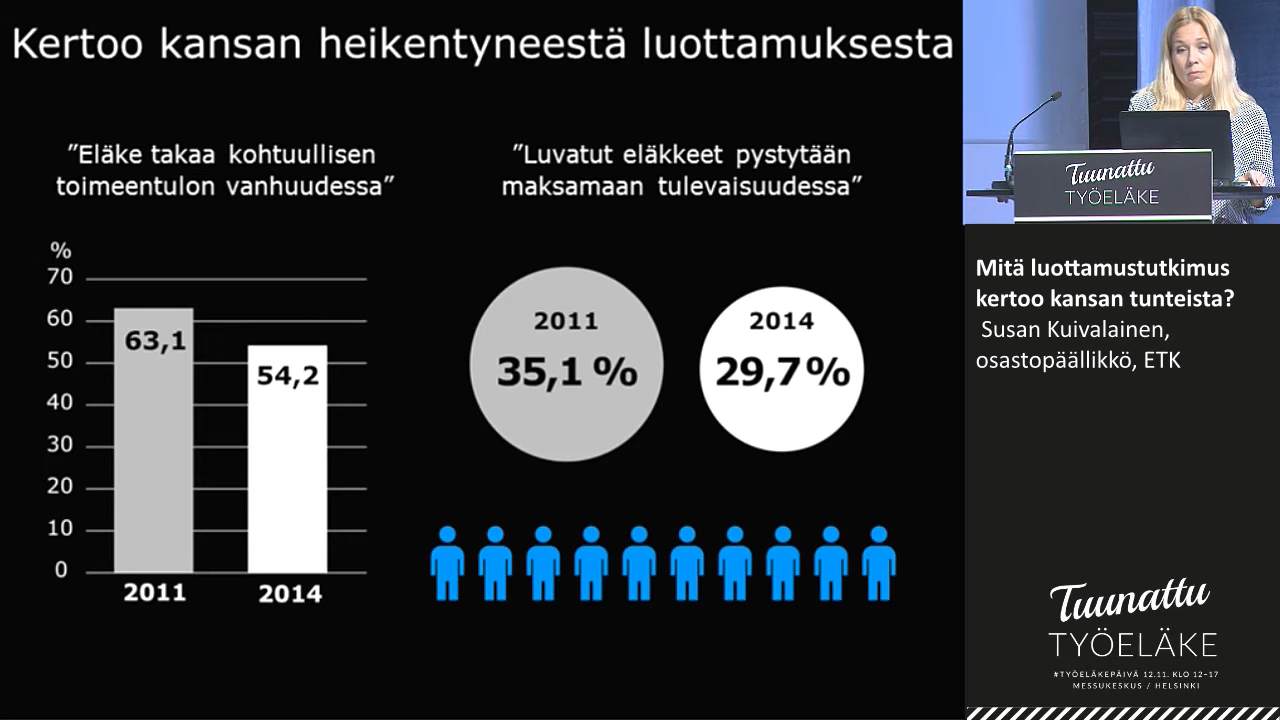 Kertoo kansan heikentyneestä luottamuksesta
"Eläke takaa kohtuullisen
toimeentulon vanhuudessa"
%
70
60
50
40
30
20
10
0
63,1
54,2
2011
2014
"Luvatut eläkkeet pystytään
maksamaan tulevaisuudessa"
2011
35,1 %
2014
29,7%
Tuunattu
TYÖELÄKE
Mitä luottamustutkimus
kertoo kansan tunteista?
Susan Kuivalainen,
osastopäällikkö, ETK
Tuunattu
TYÖELÄKE
#TYÖELÄKEPÄIVÄ 12.11. KLO 12-17
MESSUKESKUS / HELSINKI